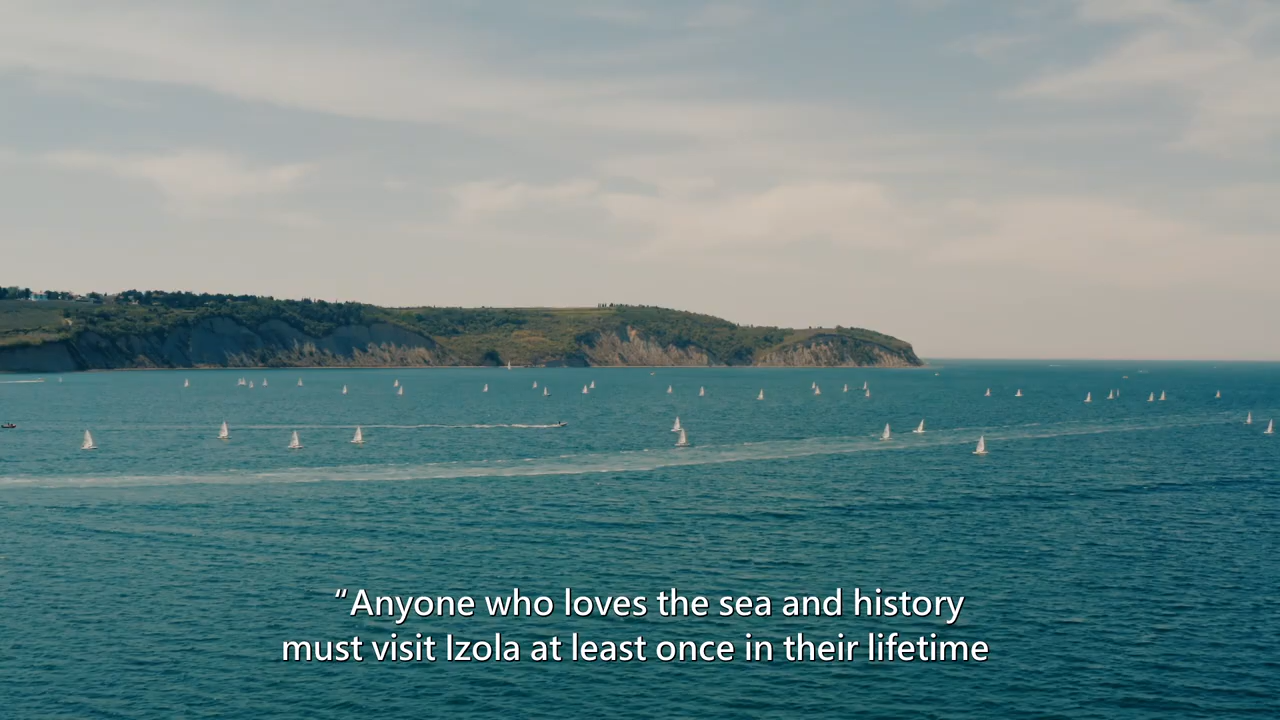 “Anyone who loves the sea and history
must visit Izola at least once in their lifetime